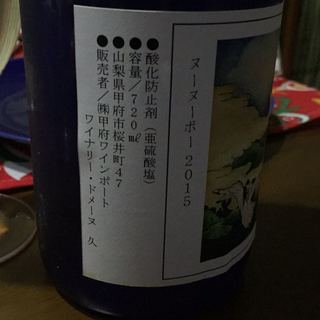 ヌーヌーボー 2015
●酸化防止剤(亜硫酸塩)
●容量/720㎖
●山梨県甲府市桜井町47
●販売者/㈱甲府ワインポート
ワイナリー・ドメーヌ 久